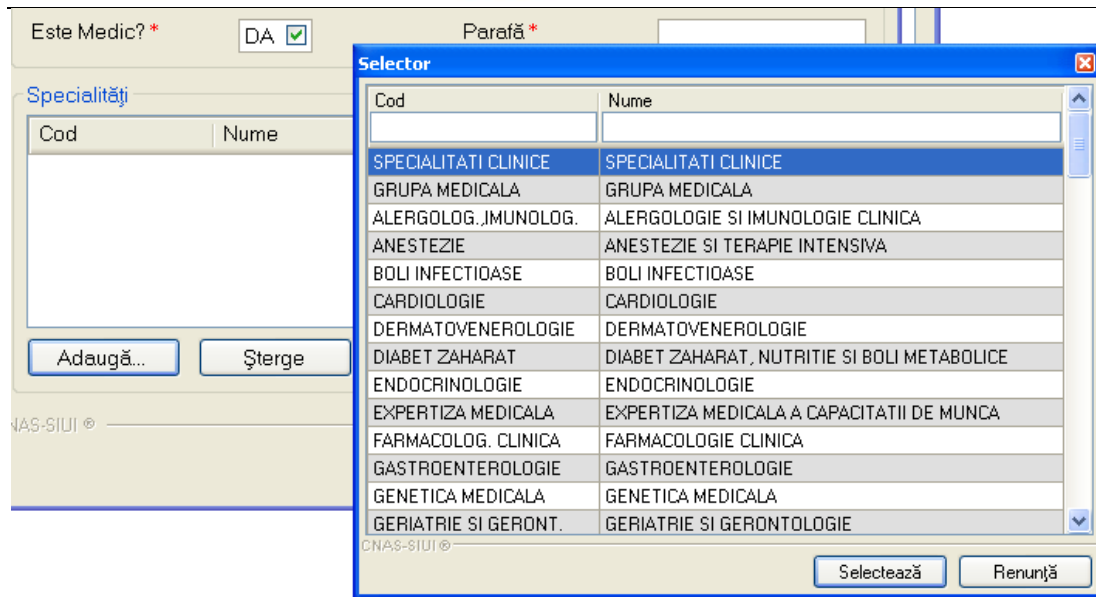 Este Medic? * DA Parafă *
Specialităţi
Cod Nume
Adaugă... Şterge
NAS-SIUI ®
Selector
Cod Nume
SPECIALITATI CLINICE SPECIALITATI CLINICE
GRUPA MEDICALA GRUPA MEDICALA
ALERGOLOG.,IMUNOLOG. ALERGOLOGIE SI IMUNOLOGIE CLINICA
ANESTEZIE ANESTEZIE SI TERAPIE INTENSIVA
BOLI INFECTIOASE BOLI INFECTIOASE
CARDIOLOGIE CARDIOLOGIE
DERMATOVENEROLOGIE DERMATOVENEROLOGIE
DIABET ZAHARAT DIABET ZAHARAT, NUTRITIE SI BOLI METABOLICE
ENDOCRINOLOGIE ENDOCRINOLOGIE
EXPERTIZA MEDICALA EXPERTIZA MEDICALA A CAPACITATII DE MUNCA
FARMACOLOG. CLINICA FARMACOLOGIE CLINICA
GASTROENTEROLOGIE GASTROENTEROLOGIE
GENETICA MEDICALA GENETICA MEDICALA
GERIATRIE SI GERONT. GERIATRIE SI GERONTOLOGIE
CNAS-SIUI ®
Selectează Renunţă